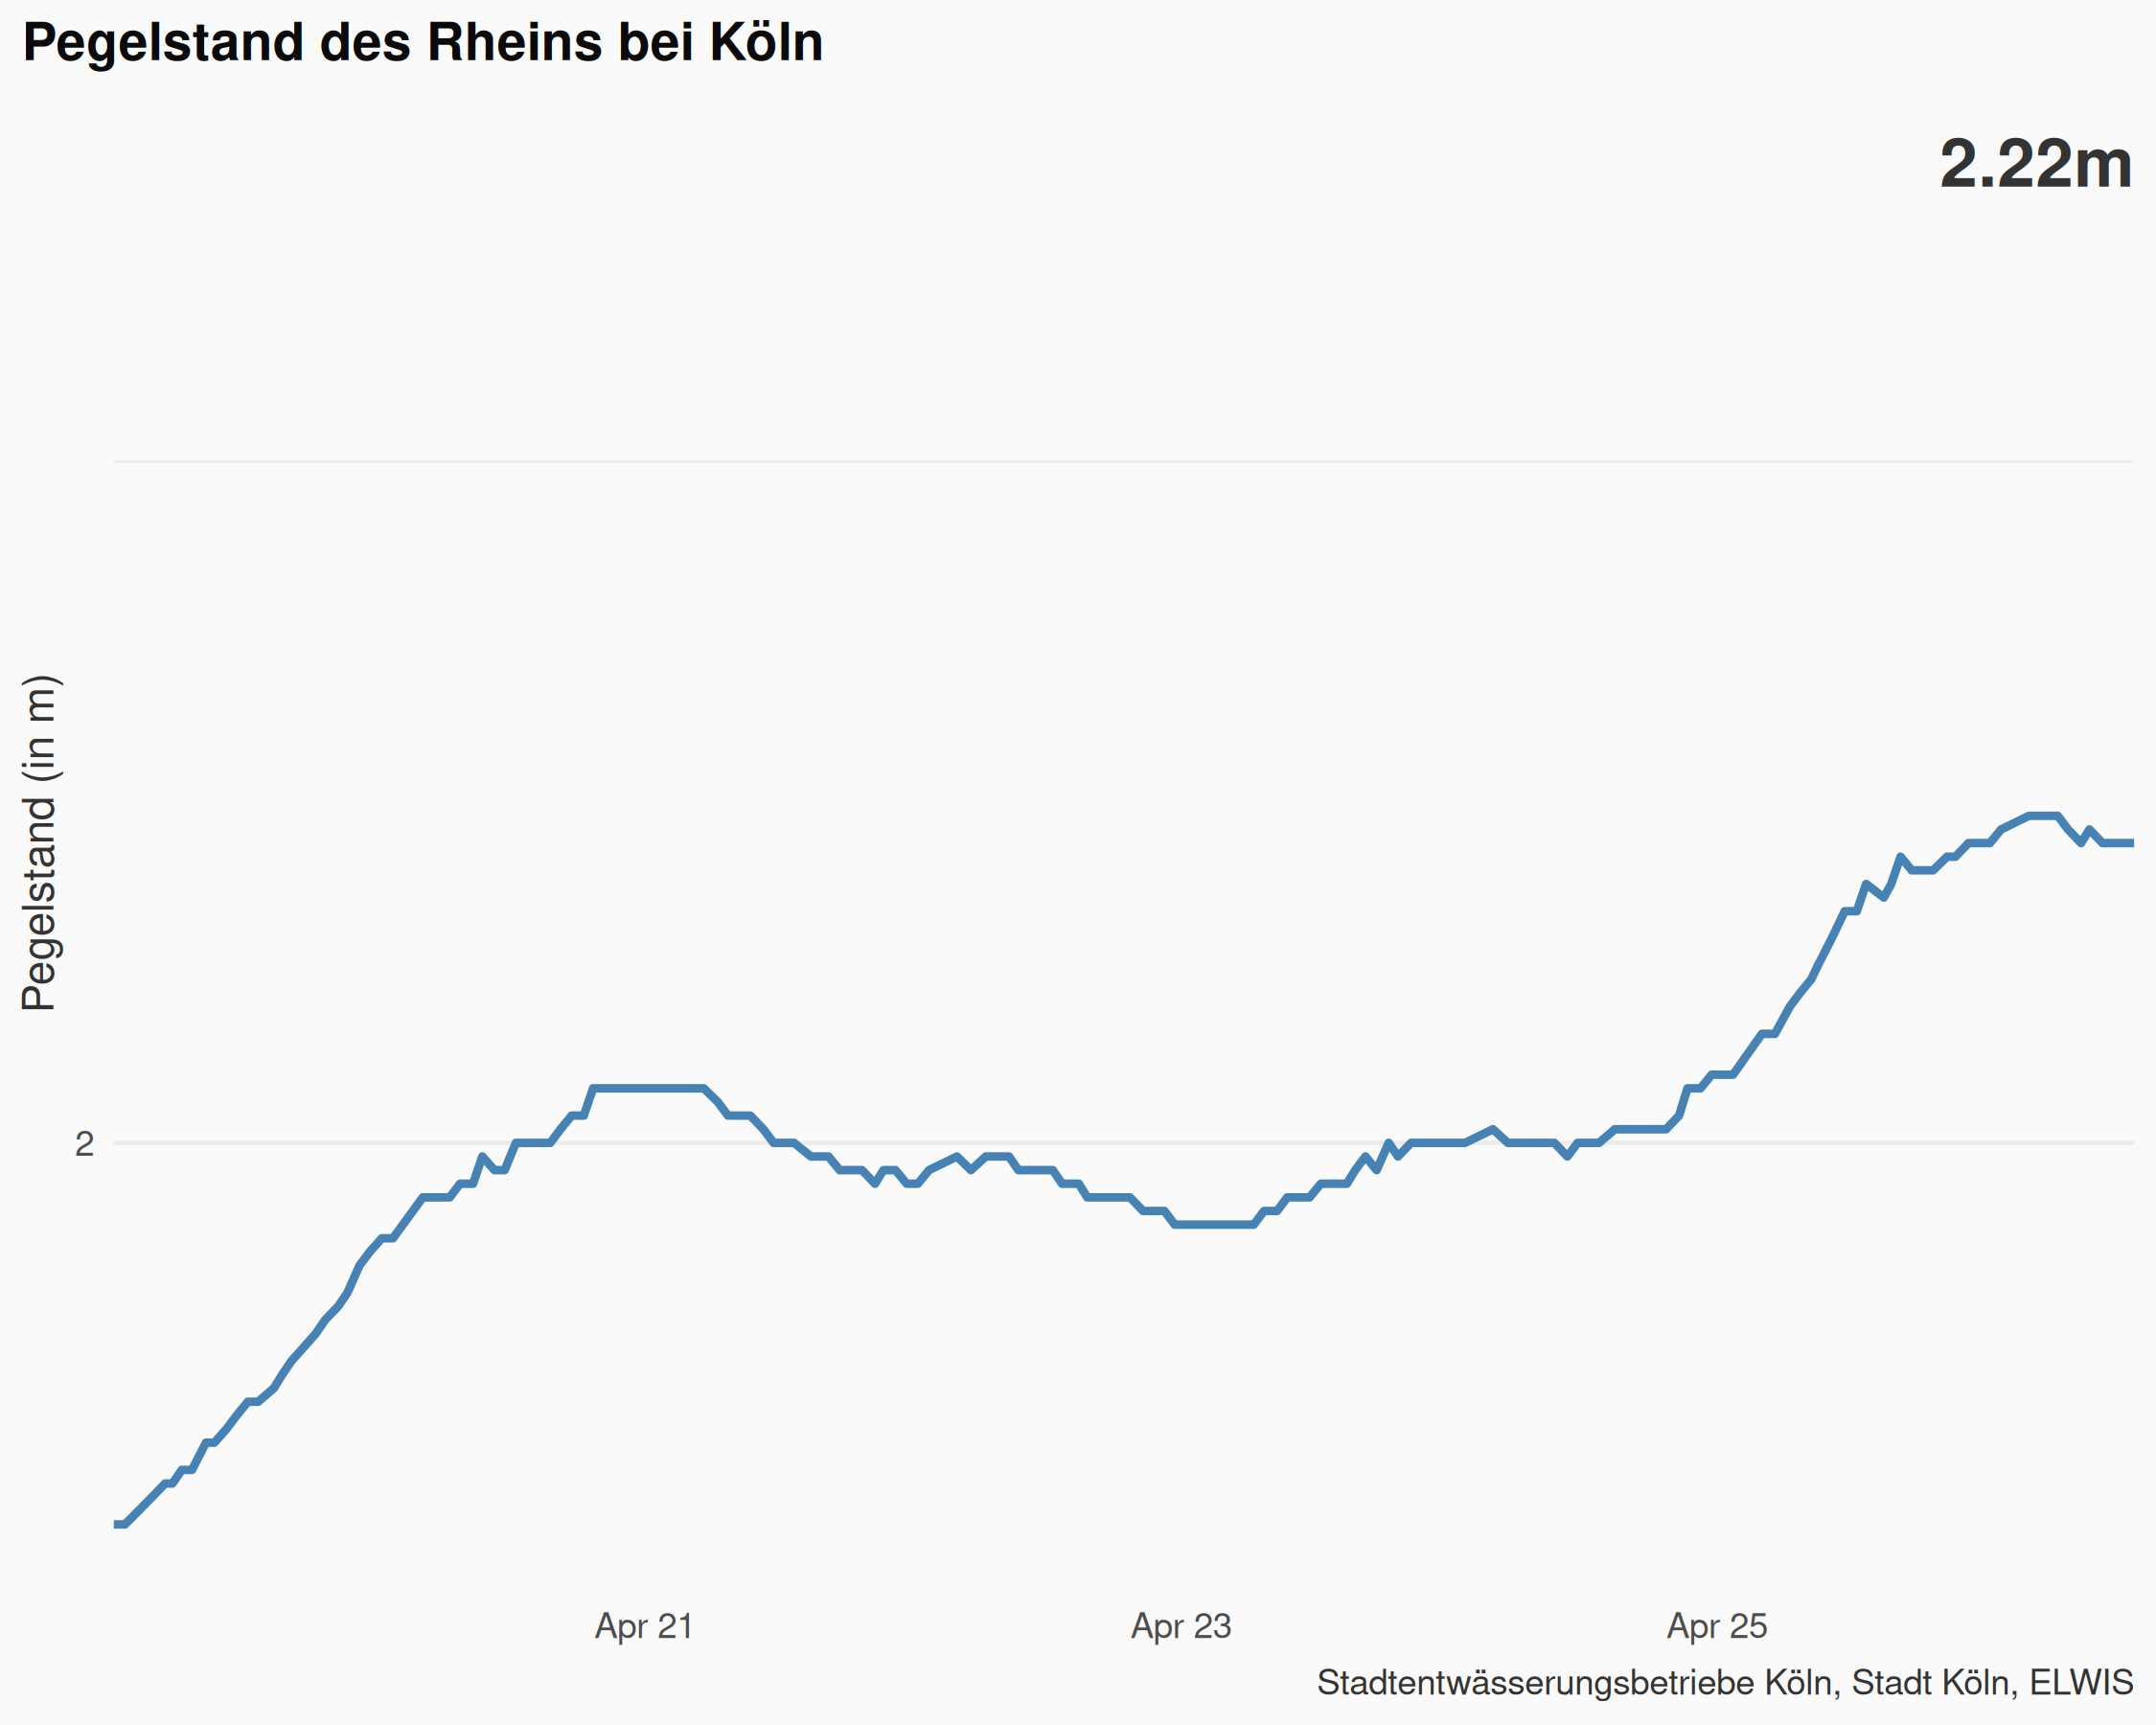 Pegelstand des Rheins bei Köln
2.22m
Pegelstand (in m)
2
Apr 21
Apr 23
Apr 25
Stadtentwässerungsbetriebe Köln, Stadt Köln, ELWIS